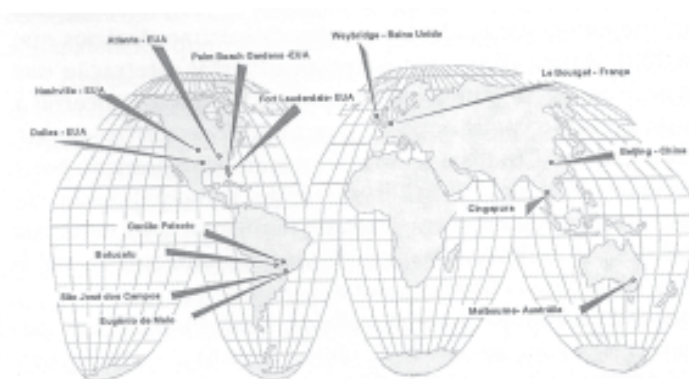 Atlanta - EUA
Palm Beach Gardens -EUA
Nashville - EUA
Fort Lauderdale- EUA
Dallas - EUA
Weybridge - Reino Unido
Le Bourget - França
Beijing - China
Cingapura
Melbourne- Austrália
Gavião Peixoto
Botucatu
São José dos Campos
Eugênio de Melo